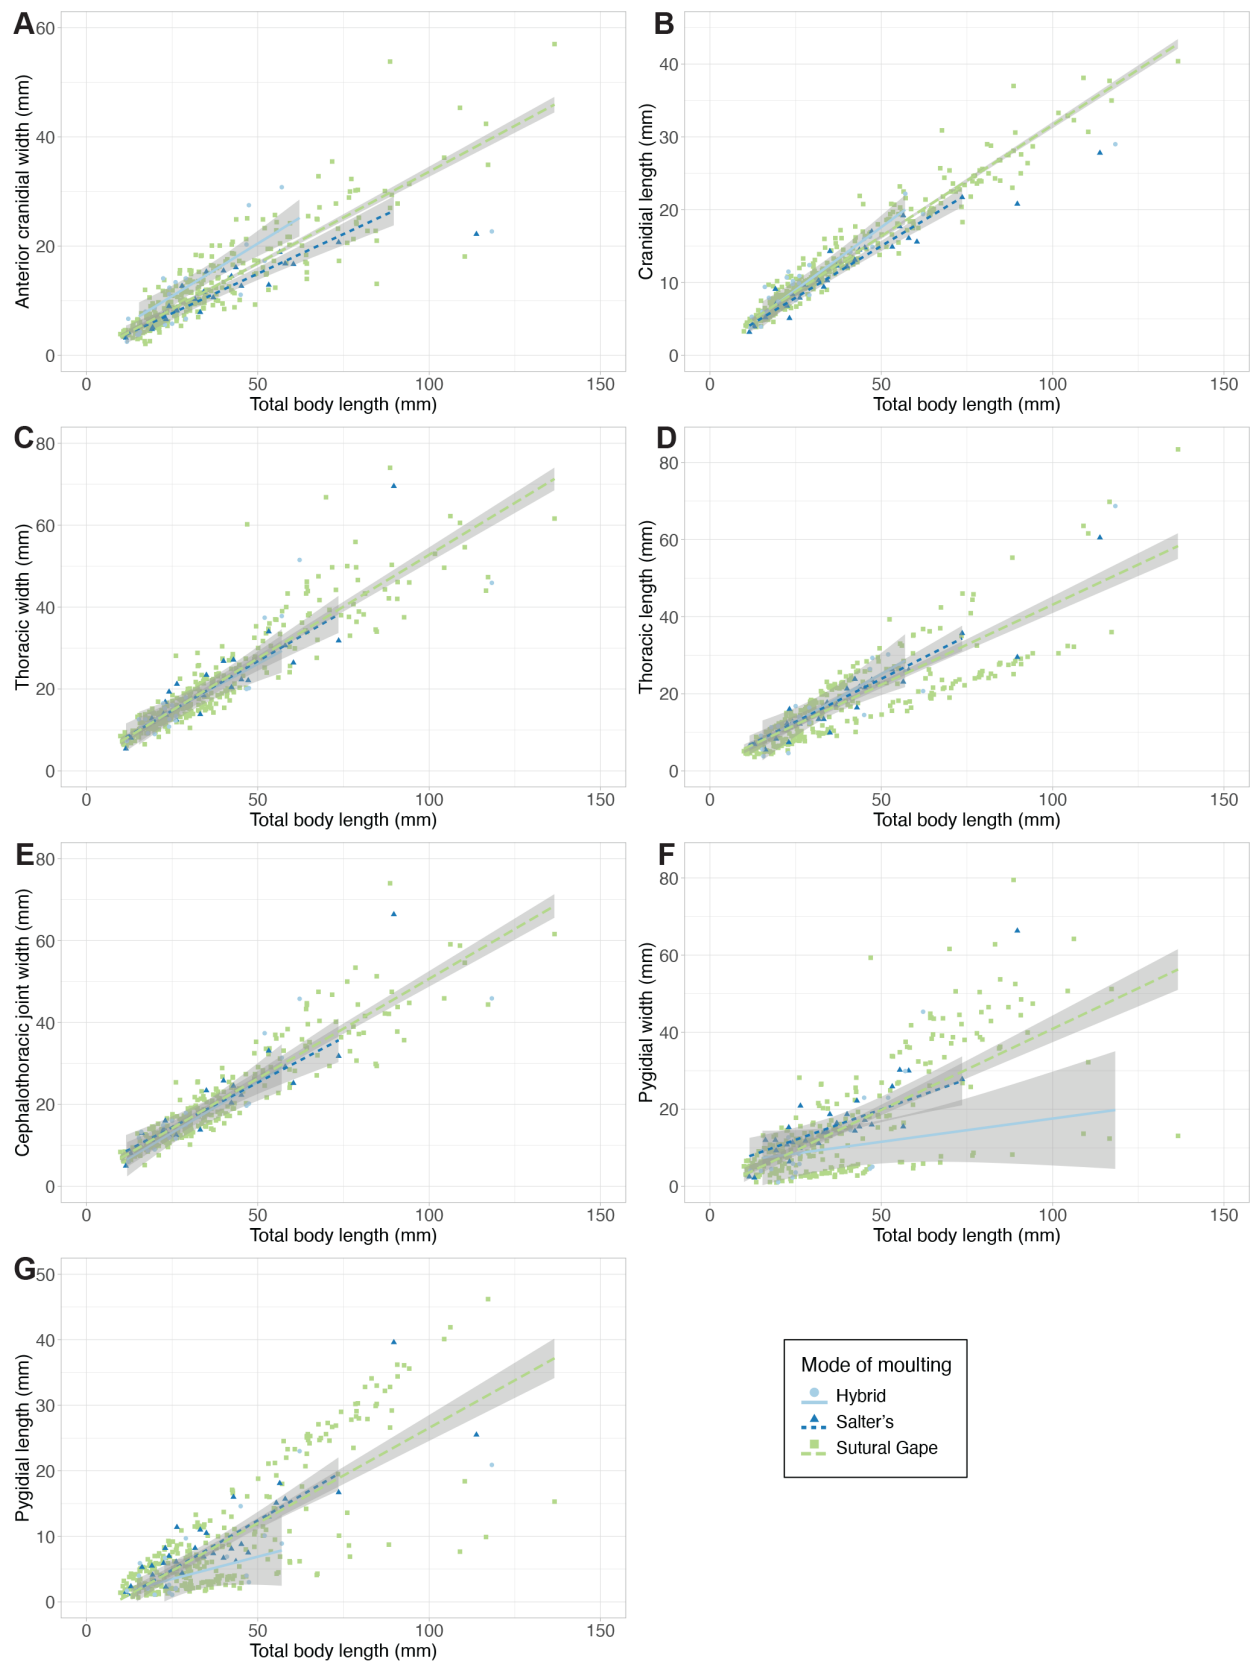 A
60
40
20
0
Anterior cranidial width (mm)
0 50 100 150
Total body length (mm)
B
40
30
20
10
0
Cranidial length (mm)
0 50 100 150
Total body length (mm)
C
80
60
40
20
0
Thoracic width (mm)
0 50 100 150
Total body length (mm)
D
80
60
40
20
0
Thoracic length (mm)
0 50 100 150
Total body length (mm)
E
80
60
40
20
0
Cephalothoracic joint width (mm)
0 50 100 150
Total body length (mm)
F
80
60
40
20
0
Pygidial width (mm)
0 50 100 150
Total body length (mm)
G
50
40
30
20
10
0
Pygidial length (mm)
0 50 100 150
Total body length (mm)
Mode of moulting
Hybrid
Salter's
Sutural Gape